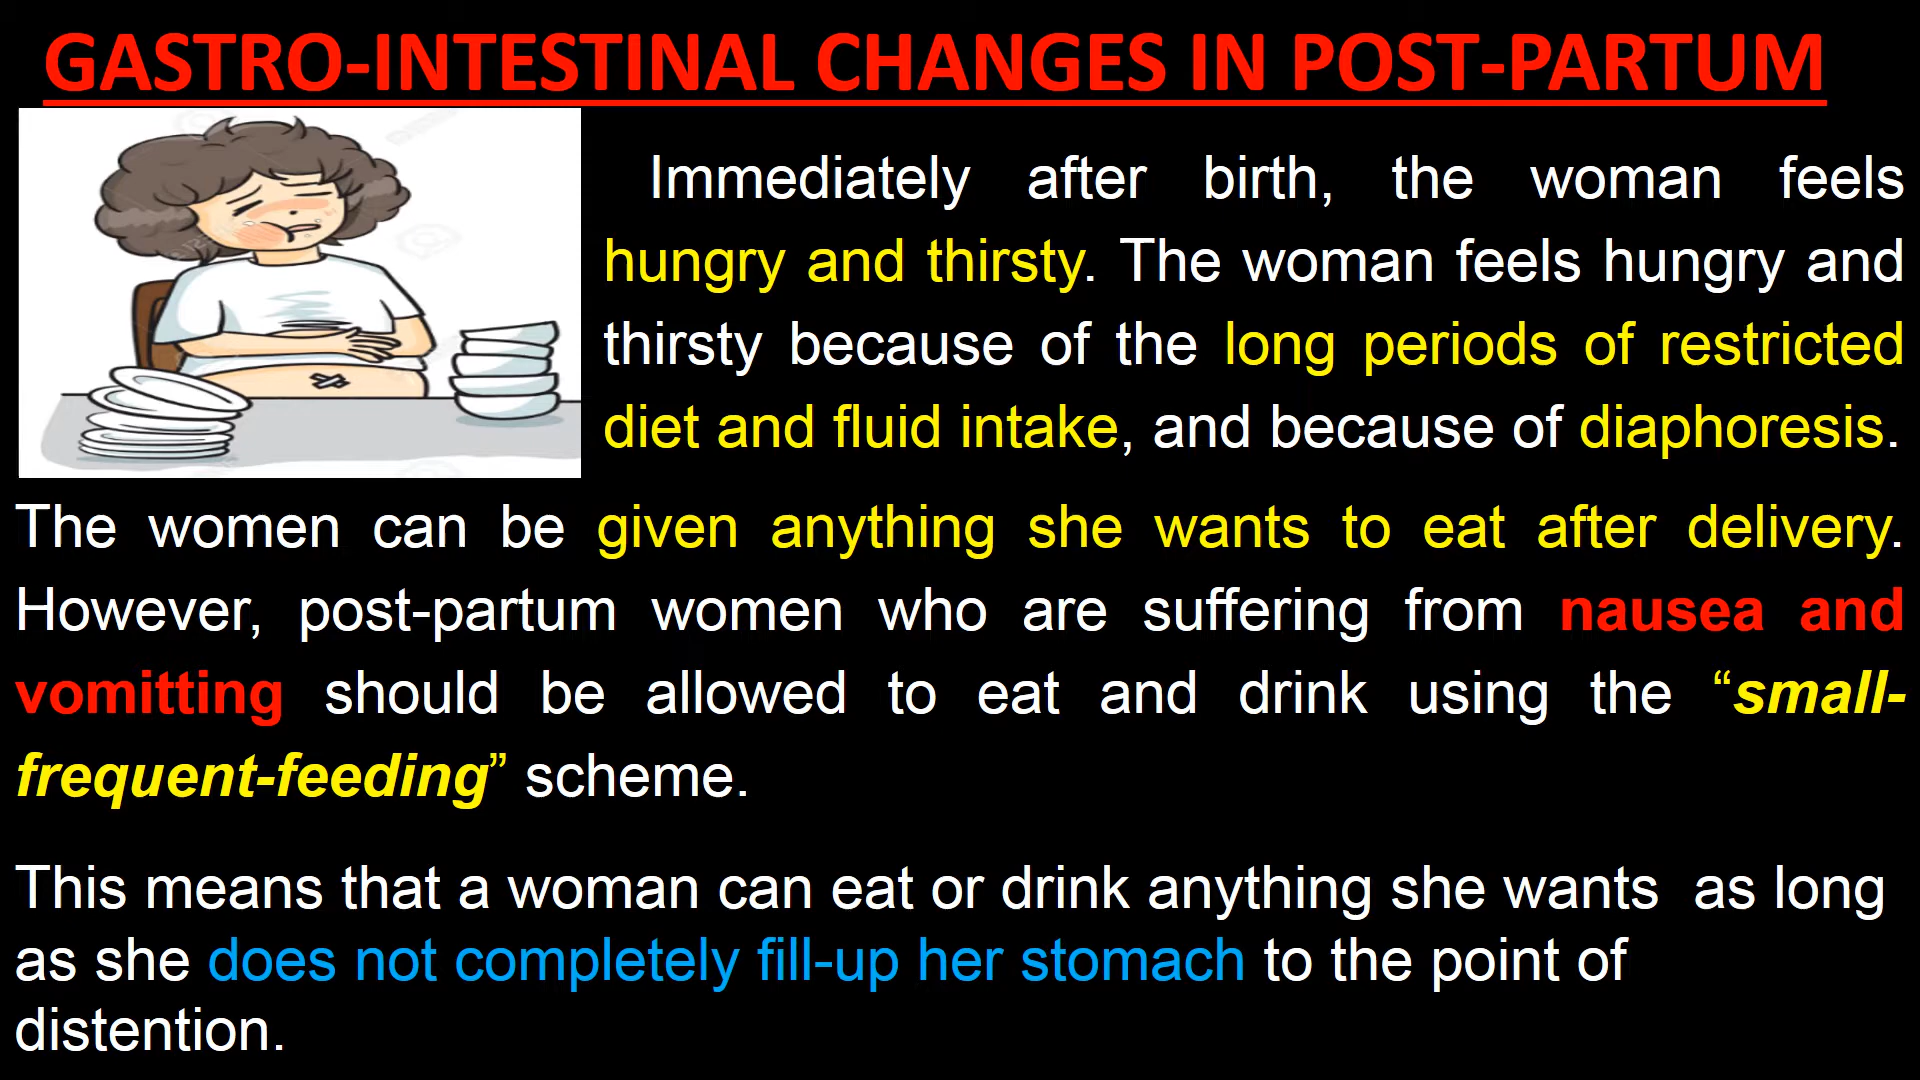 GASTRO-INTESTINAL CHANGES IN POST-PARTUM
Immediately after birth, the woman feels
hungry and thirsty. The woman feels hungry and
thirsty because of the long periods of restricted
diet and fluid intake, and because of diaphoresis.
The women can be given anything she wants to eat after delivery.
However, post-partum women who are suffering from nausea and
vomitting should be allowed to eat and drink using the “small-
frequent-feeding” scheme.
This means that a woman can eat or drink anything she wants as long
as she does not completely fill-up her stomach to the point of
distention.